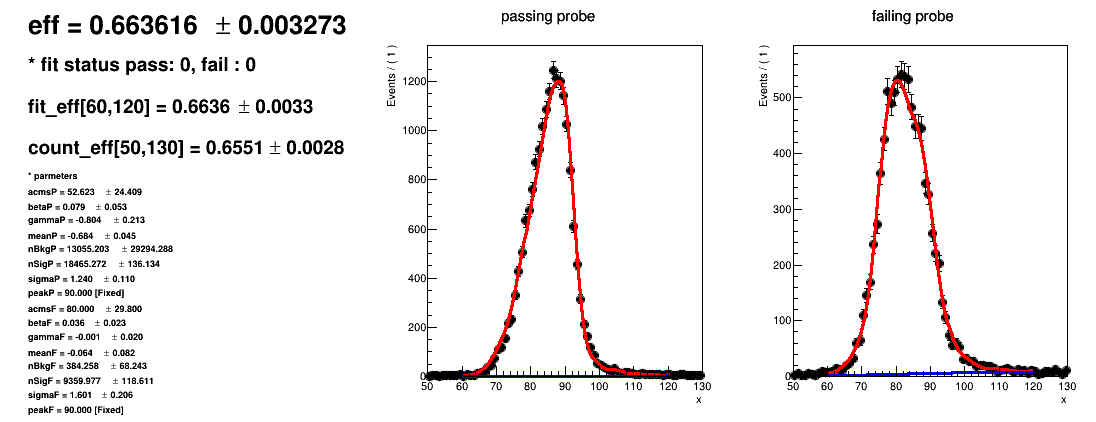 eff = 0.663616 ± 0.003273
* fit status pass: 0, fail : 0
fit_eff[60,120] = 0.6636 ± 0.0033
count_eff[50,130] = 0.6551 ± 0.0028
* parmeters
acmsP = 52.623 ± 24.409
betaP = 0.079 ± 0.053
gammaP = -0.804 ± 0.213
meanP = -0.684 ± 0.045
nBkgP = 13055.203 ± 29294.288
nSigP = 18465.272 ± 136.134
sigmaP = 1.240 ± 0.110
peakP = 90.000 [Fixed]
acmsF = 80.000 ± 29.800
betaF = 0.036 ± 0.023
gammaF = -0.001 ± 0.020
meanF = -0.064 ± 0.082
nBkgF = 384.258 ± 68.243
nSigF = 9359.977 ± 118.611
sigmaF = 1.601 ± 0.206
peakF = 90.000 [Fixed]
passing probe
Events / ( 1 )
1200
1000
800
600
400
200
0
50 60 70 80 90 100 110 120 130
x
failing probe
Events / ( 1 )
500
400
300
200
100
0
50 60 70 80 90 100 110 120 130
x